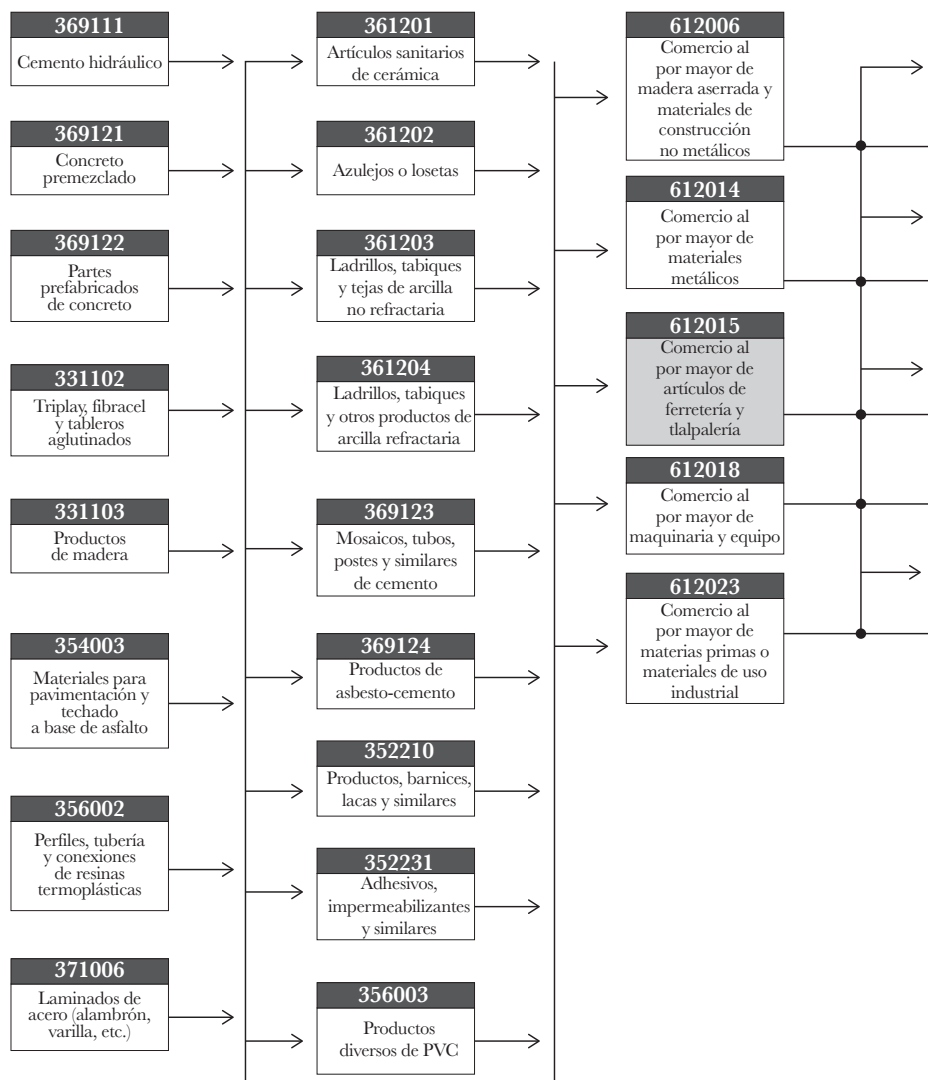 369111
Cemento hidráulico
369121
Concreto
premezclado
369122
Partes
prefabricados
de concreto
331102
Triplay, fibracel
y tableros
aglutinados
331103
Productos
de madera
354003
Materiales para
pavimentación y
techado
a base de asfalto
356002
Perfiles, tubería
y conexiones
de resinas
termoplásticas
371006
Laminados de
acero (alambrón,
varilla, etc.)
361201
Artículos sanitarios
de cerámica
361202
Azulejos o losetas
361203
Ladrillos, tabiques
y tejas de arcilla
no refractaria
361204
Ladrillos, tabiques
y otros productos de
arcilla refractaria
369123
Mosaicos, tubos,
postes y similares
de cemento
369124
Productos de
asbesto-cemento
352210
Productos, barnices,
lacas y similares
352231
Adhesivos,
impermeabilizantes
y similares
356003
Productos
diversos de PVC
612006
Comercio al
por mayor de
madera aserrada y
materiales de
construcción
no metálicos
612014
Comercio al
por mayor de
materiales
metálicos
612015
Comercio al
por mayor de
artículos de
ferretería y
tlalpalería
612018
Comercio al
por mayor de
maquinaria y equipo
612023
Comercio al
por mayor de
materias primas o
materiales de uso
industrial